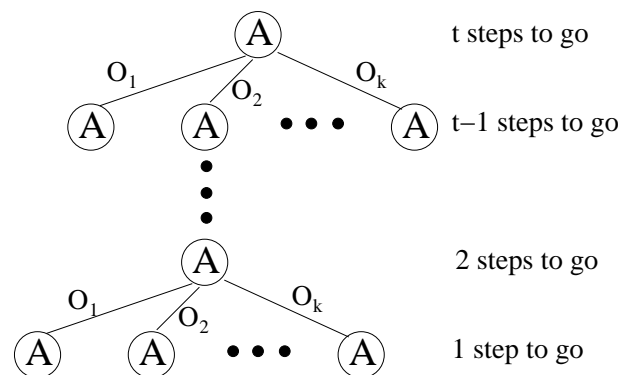 A t steps to go
O1 O2 Ok
A A A t−1 steps to go
A 2 steps to go
O1 O2 Ok
A A A 1 step to go